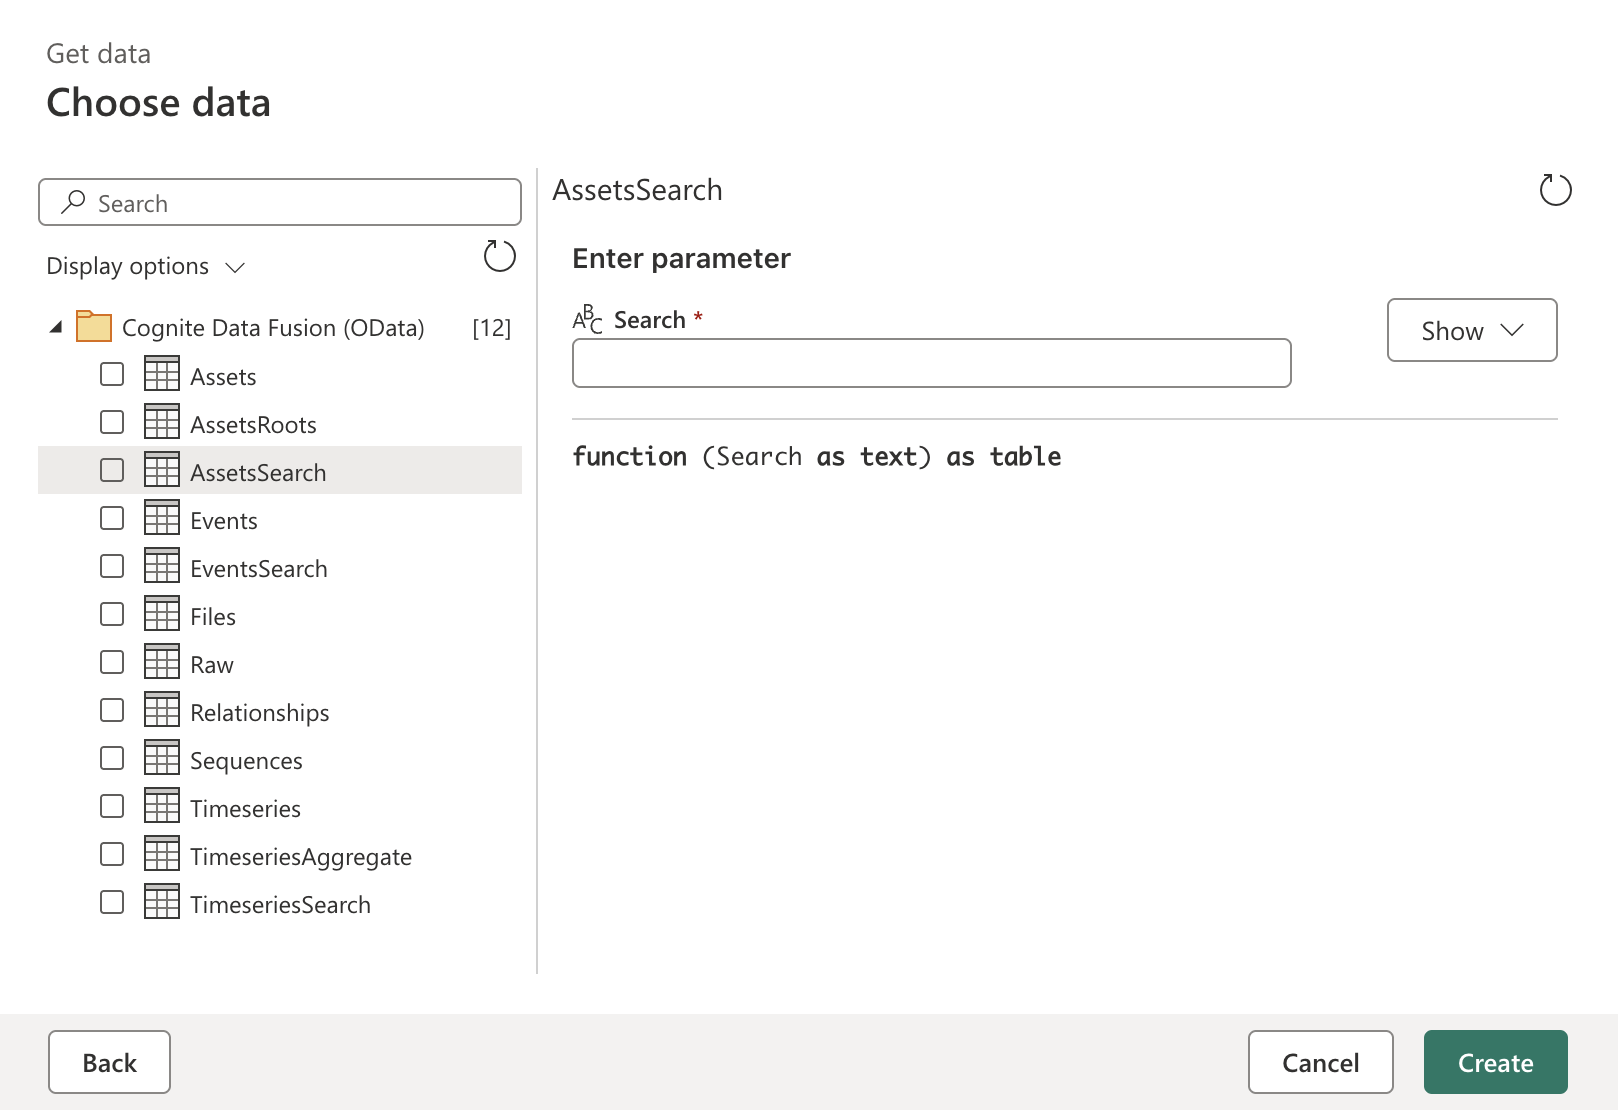 Get data
Choose data
Search
Display options
Cognite Data Fusion (OData) [12]
Assets
AssetsRoots
AssetsSearch
Events
EventsSearch
Files
Raw
Relationships
Sequences
Timeseries
TimeseriesAggregate
TimeseriesSearch
AssetsSearch
Enter parameter
ABC Search *
Show
function (Search as text) as table
Back
Cancel
Create